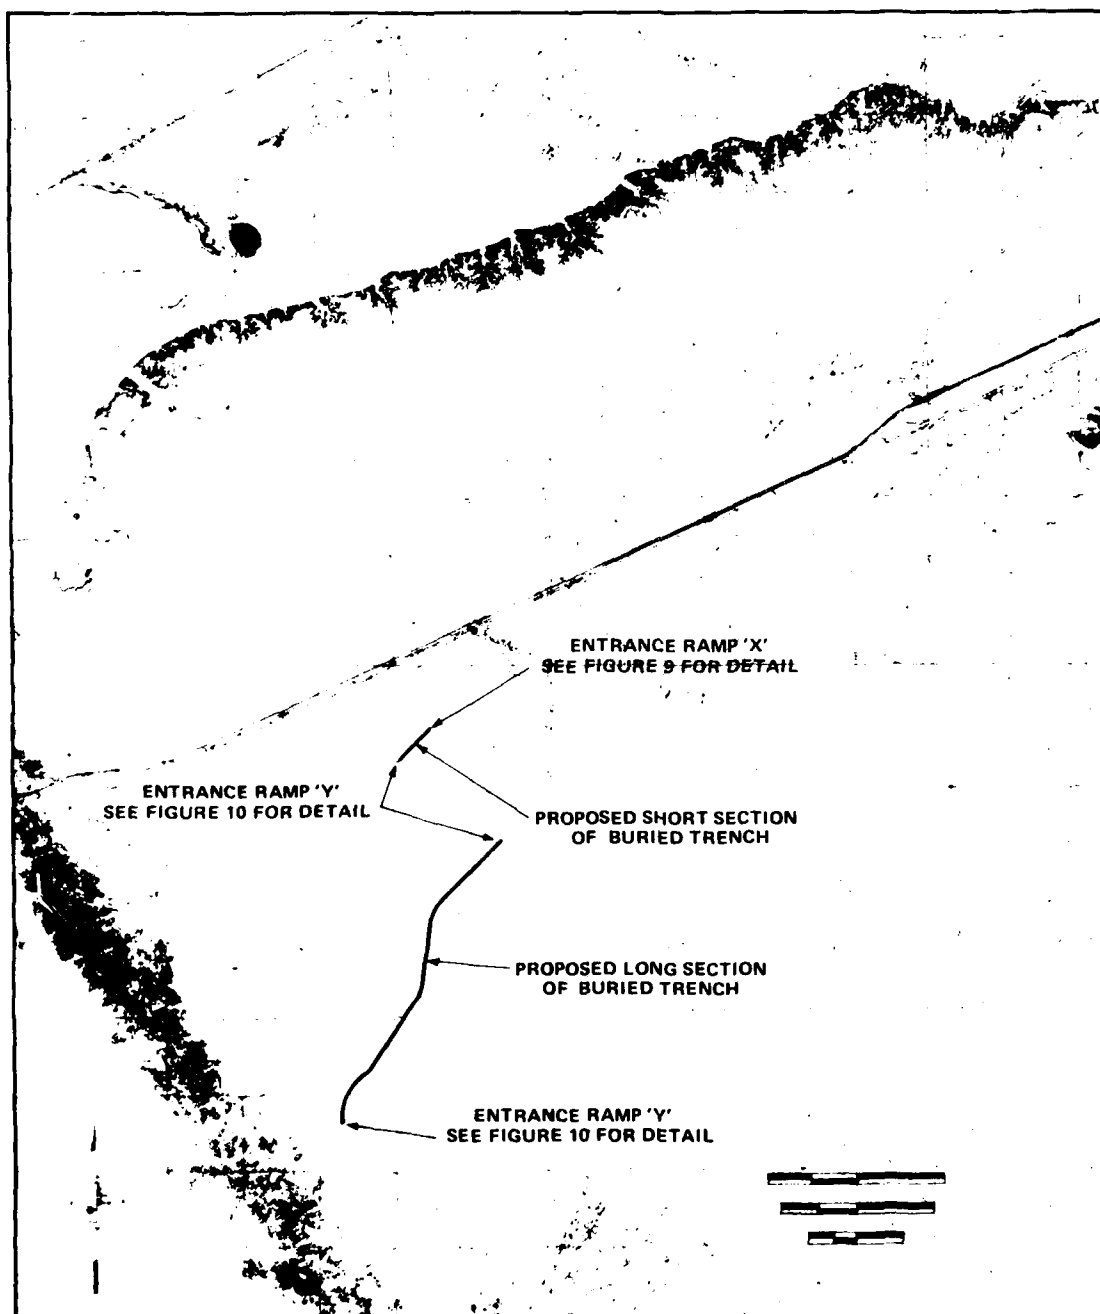 ENTRANCE RAMP 'X'
SEE FIGURE 9 FOR DETAIL
ENTRANCE RAMP 'Y'
SEE FIGURE 10 FOR DETAIL
PROPOSED SHORT SECTION
OF BURIED TRENCH
PROPOSED LONG SECTION
OF BURIED TRENCH
ENTRANCE RAMP 'Y'
SEE FIGURE 10 FOR DETAIL